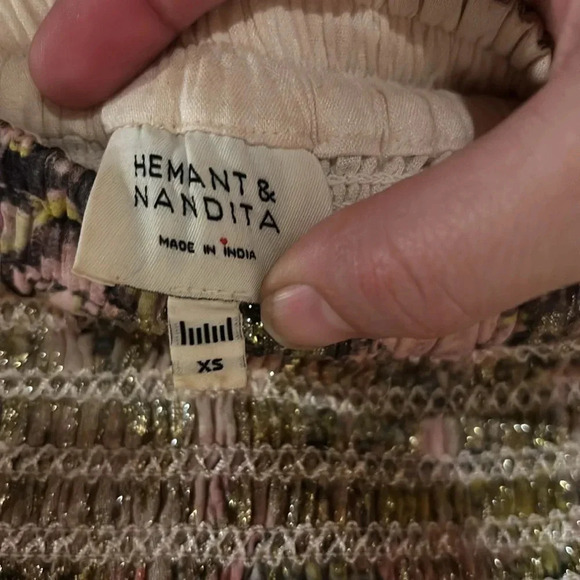 HEMANT &
NANDITA
MADE IN INDIA
XS